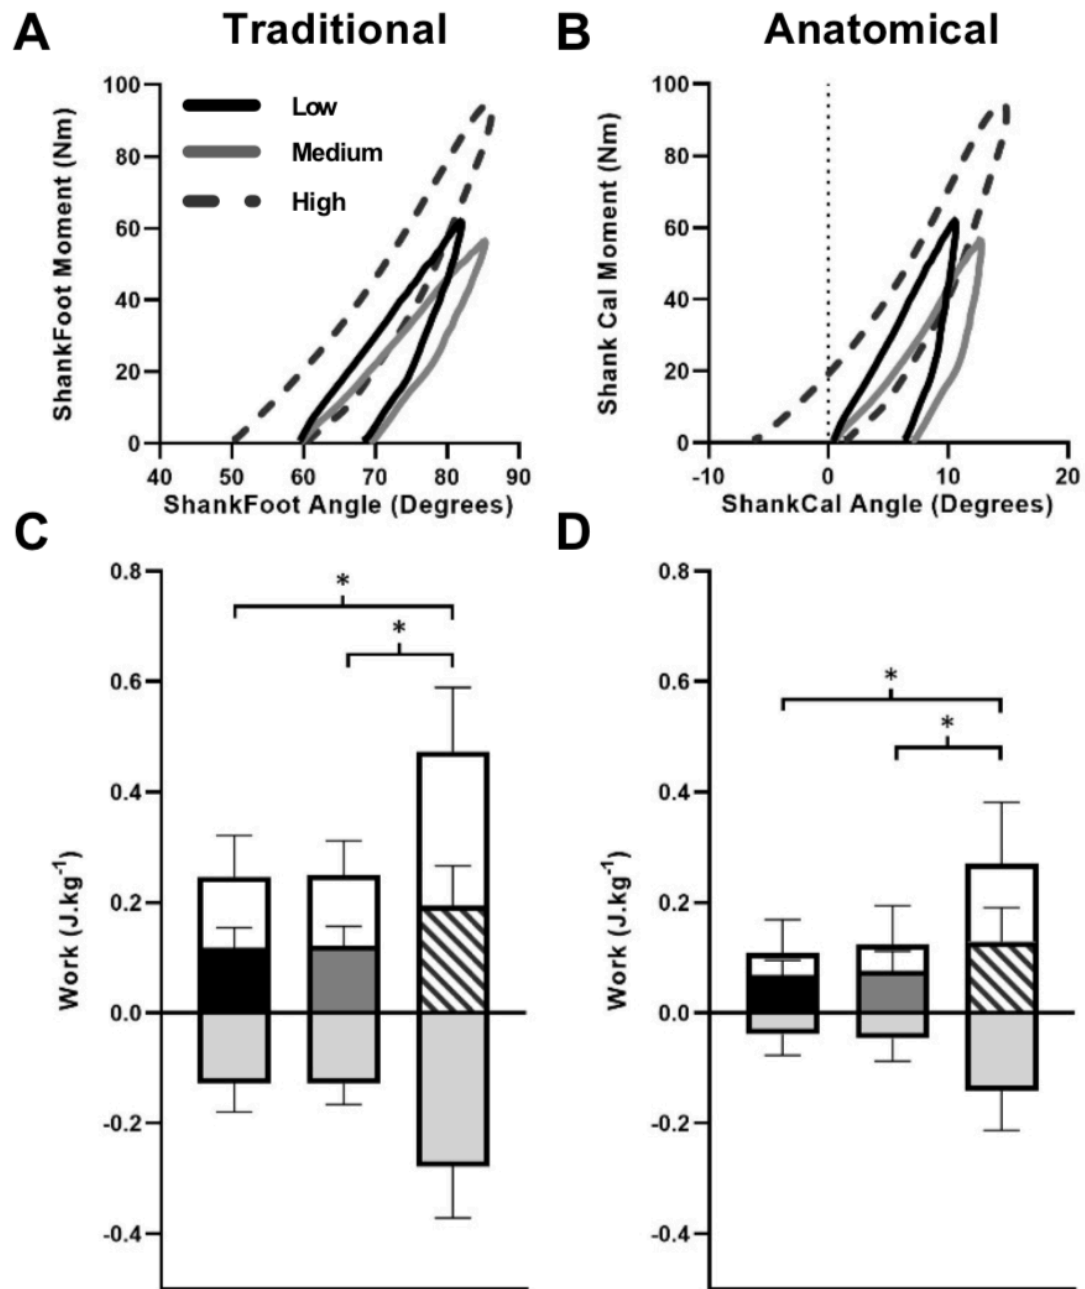 A Traditional
ShankFoot Moment (Nm)
100
80
60
40
20
0
Low
Medium
High
40 50 60 70 80 90
ShankFoot Angle (Degrees)
B Anatomical
Shank Cal Moment (Nm)
100
80
60
40
20
0
-10 0 10 20
ShankCal Angle (Degrees)
C
Work (J.kg-1)
0.8
0.6
0.4
0.2
0.0
-0.2
-0.4
*
*
D
Work (J.kg-1)
0.8
0.6
0.4
0.2
0.0
-0.2
-0.4
*
*